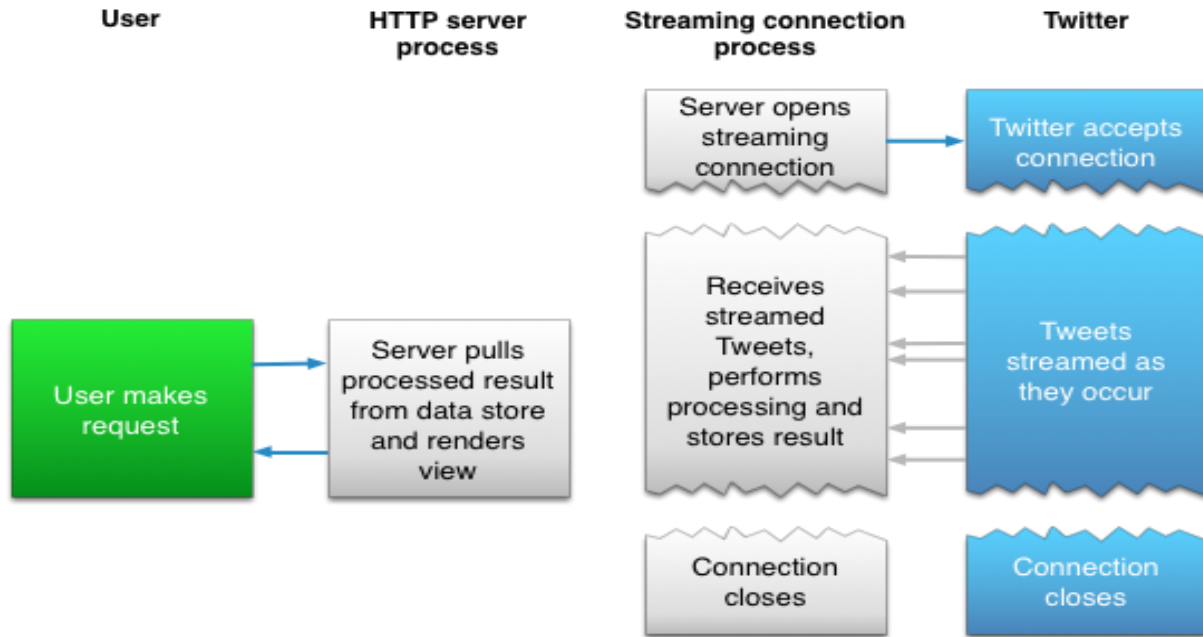 User
HTTP server
process
Streaming connection
process
Twitter
Server opens
streaming
connection
Twitter accepts
connection
User makes
request
Server pulls
processed result
from data store
and renders
view
Receives
streamed
Tweets,
performs
processing and
stores result
Tweets
streamed as
they occur
Connection
closes
Connection
closes